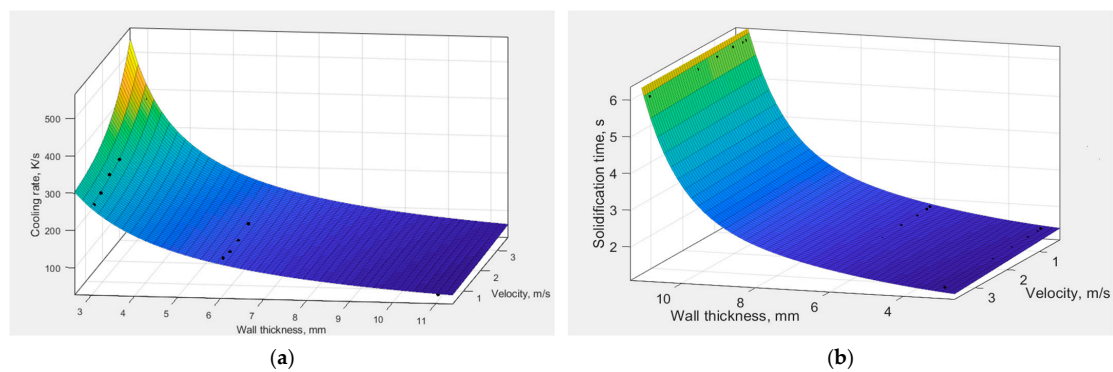 500
400
300
200
100
Cooling rate, K/s
3 4 5 6 7 8 9 10 11
Wall thickness, mm
1 2 3
Velocity, m/s
(a)
6
5
4
3
2
Solidification time, s
10 8 6 4
Wall thickness, mm
3 2 1
Velocity, m/s
(b)